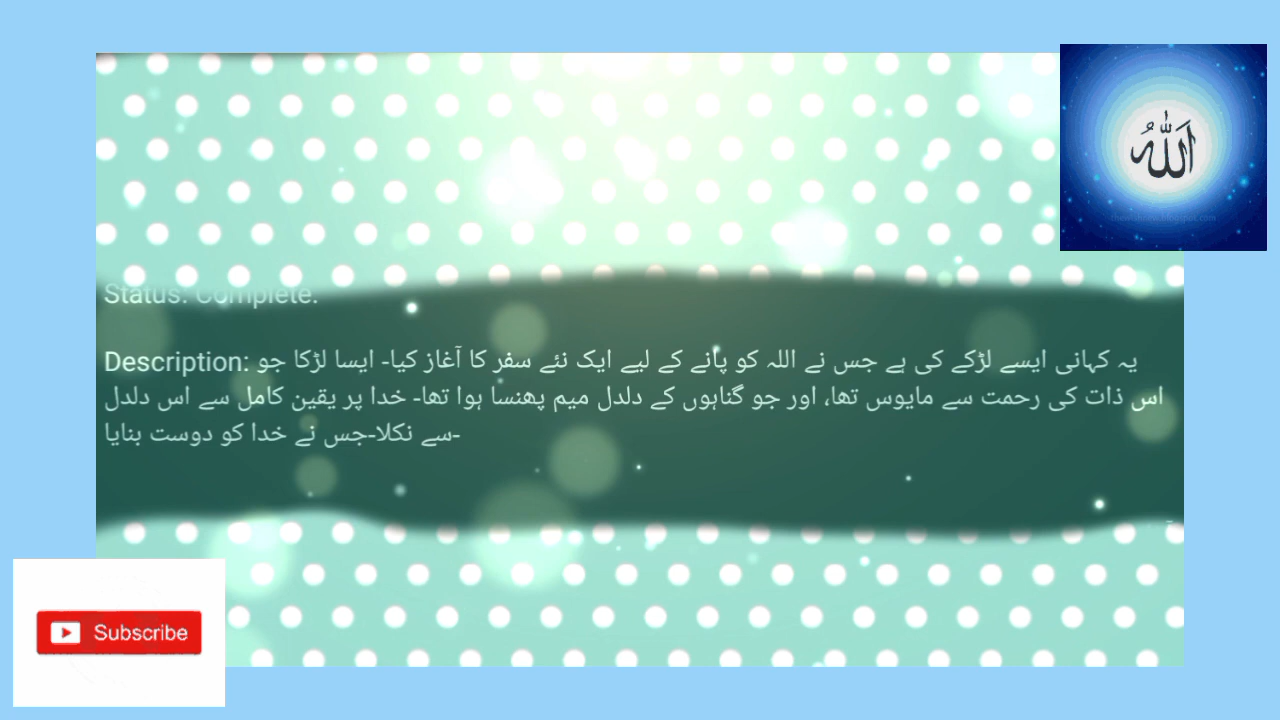 Status: Complete.
Description: یہ کہانی ایسے لڑکے کی ہے جس نے اللہ کو پانے کے لیے ایک نئے سفر کا آغاز کیا- ایسا لڑکا جو
اس ذات کی رحمت سے مایوس تھا، اور جو گناہوں کے دلدل میم پھنسا ہوا تھا- خدا پر یقین کامل سے اس دلدل
سے نکلا-جس نے خدا کو دوست بنایا-
الله
Subscribe